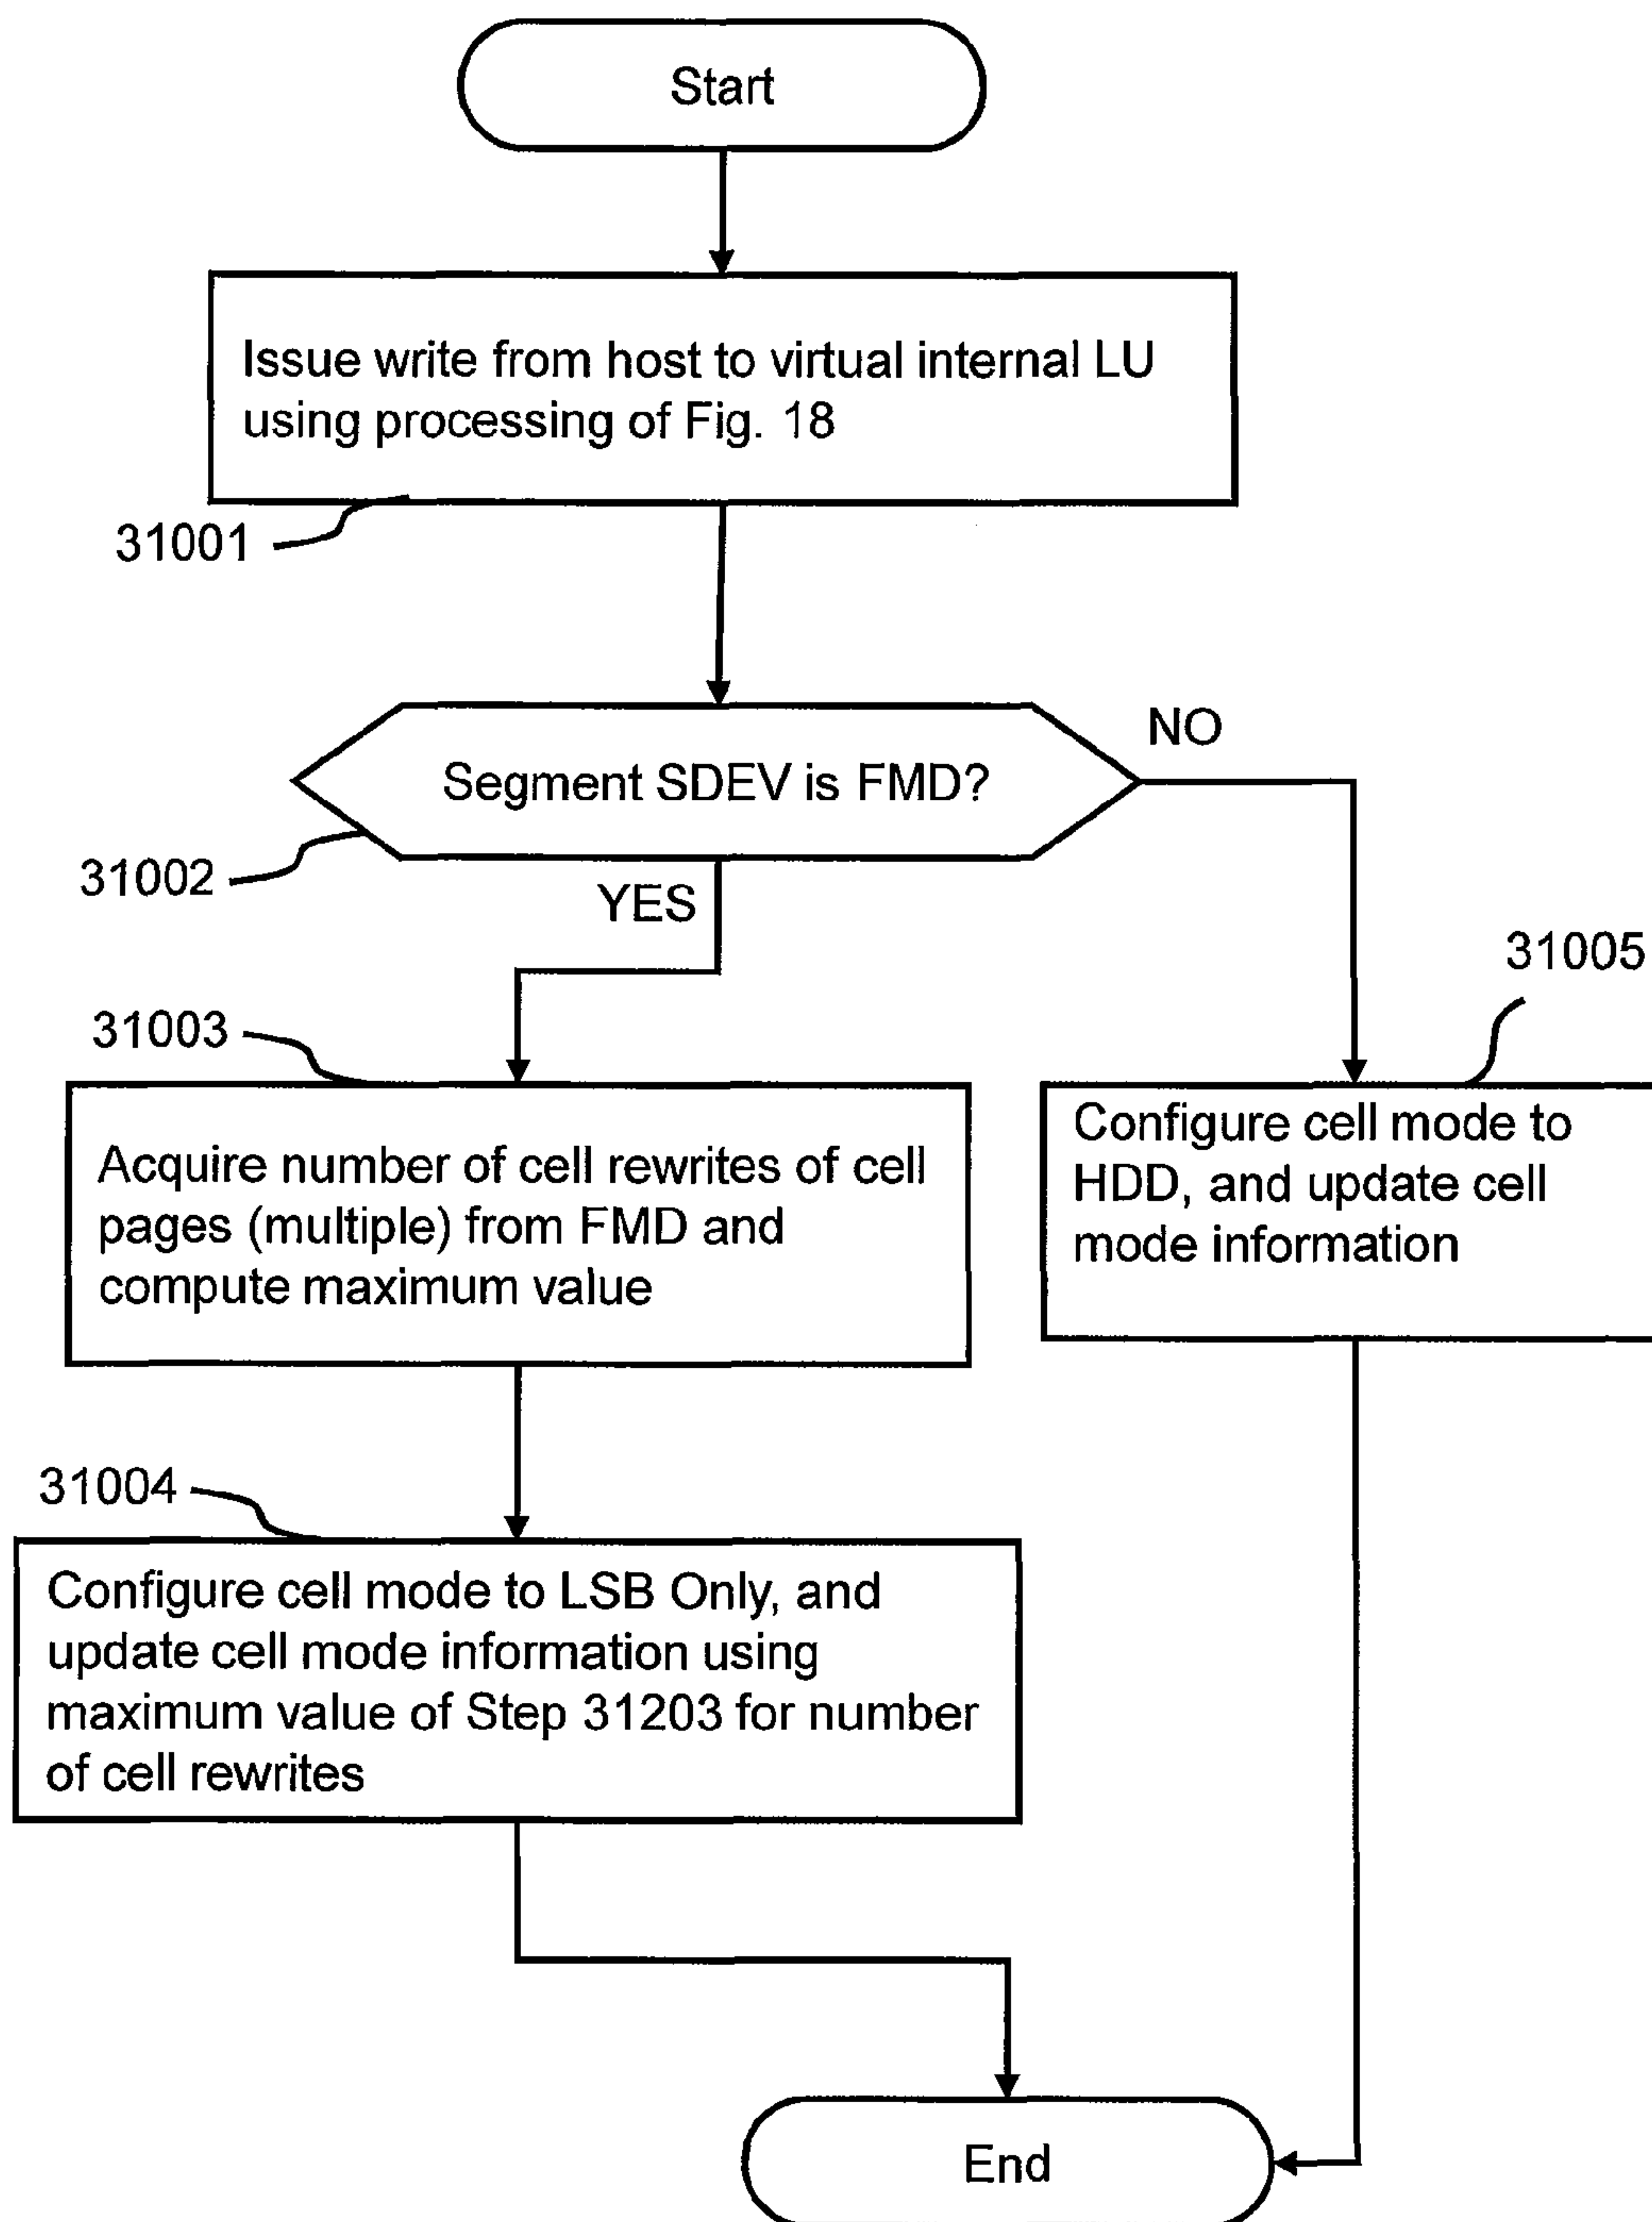 Start
Issue write from host to virtual internal LU
using processing of Fig. 18
31001
NO
Segment SDEV is FMD?
31002
YES
31005
31003
Acquire number of cell rewrites of cell
pages (multiple) from FMD and
compute maximum value
Configure cell mode to
HDD, and update cell
mode information
31004
Configure cell mode to LSB Only, and
update cell mode information using
maximum value of Step 31203 for number
of cell rewrites
End